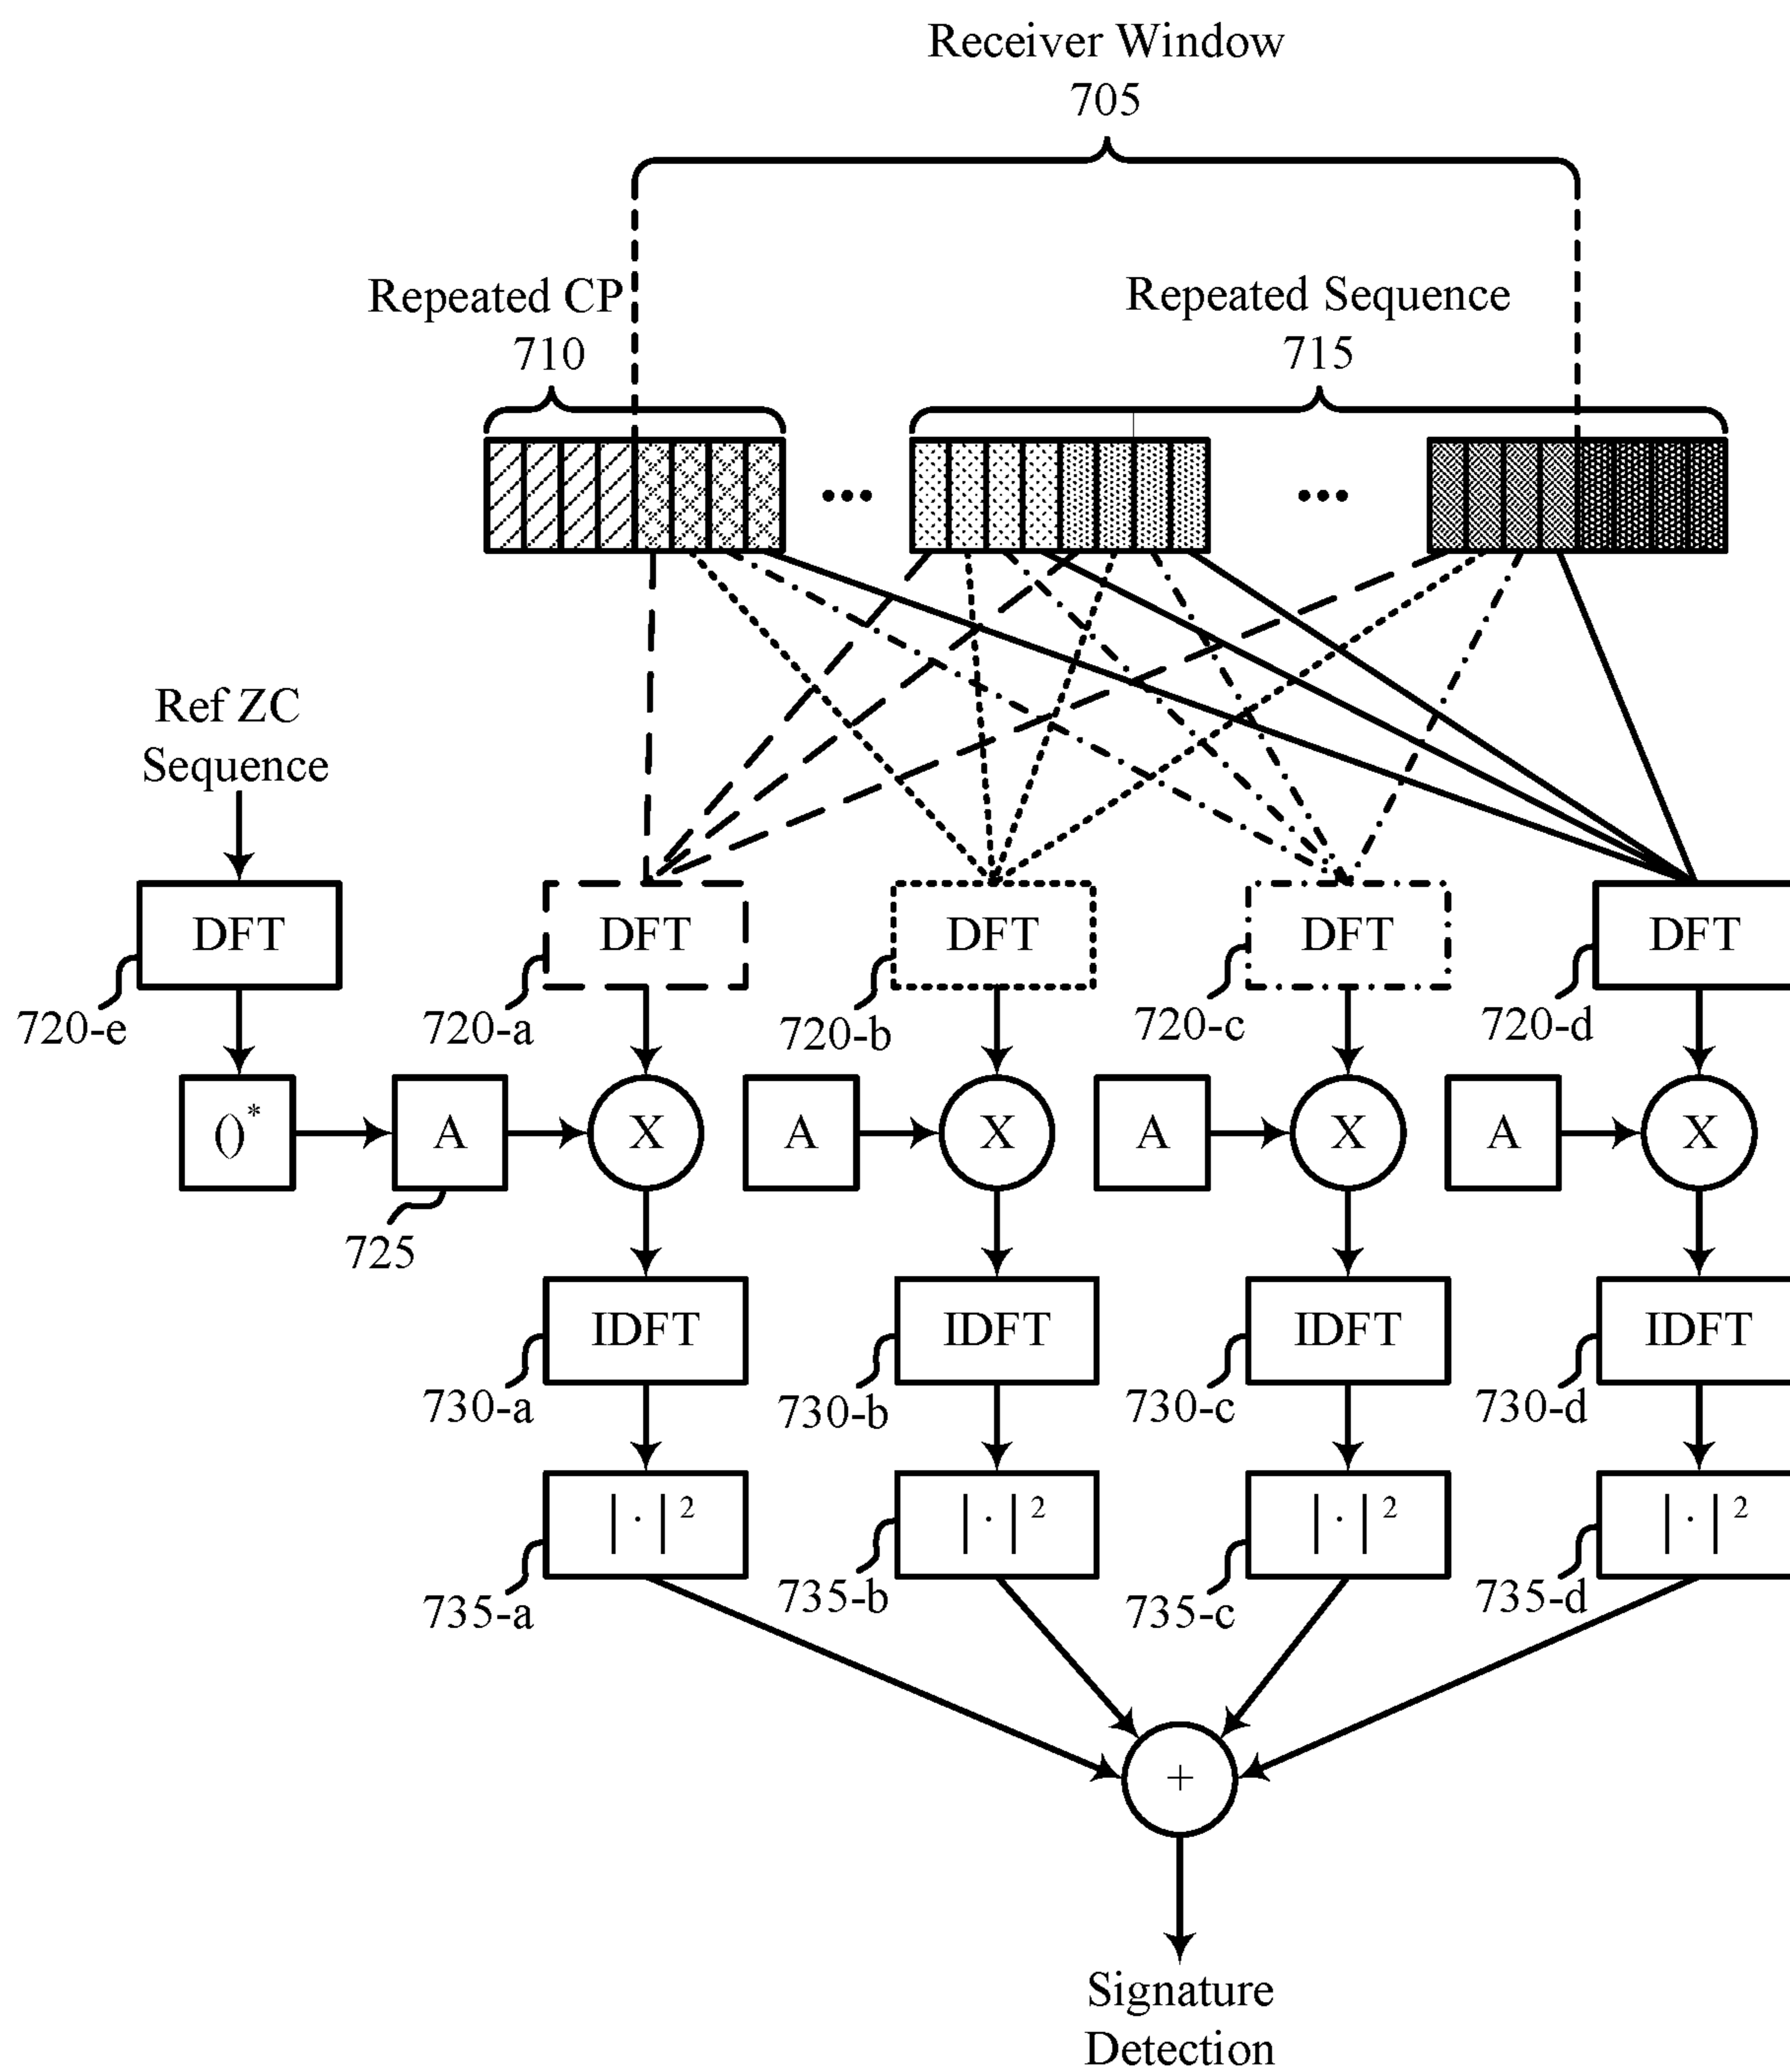 Receiver Window
705
Repeated CP
710
Repeated Sequence
715
Ref ZC
Sequence
DFT
DFT
DFT
DFT
DFT
720-e
720-a
720-b
720-c
720-d
()*
A
X
A
X
A
X
A
X
725
IDFT
IDFT
IDFT
IDFT
730-a
730-b
730-c
730-d
|·|²
|·|²
|·|²
|·|²
735-a
735-b
735-c
735-d
+
Signature
Detection